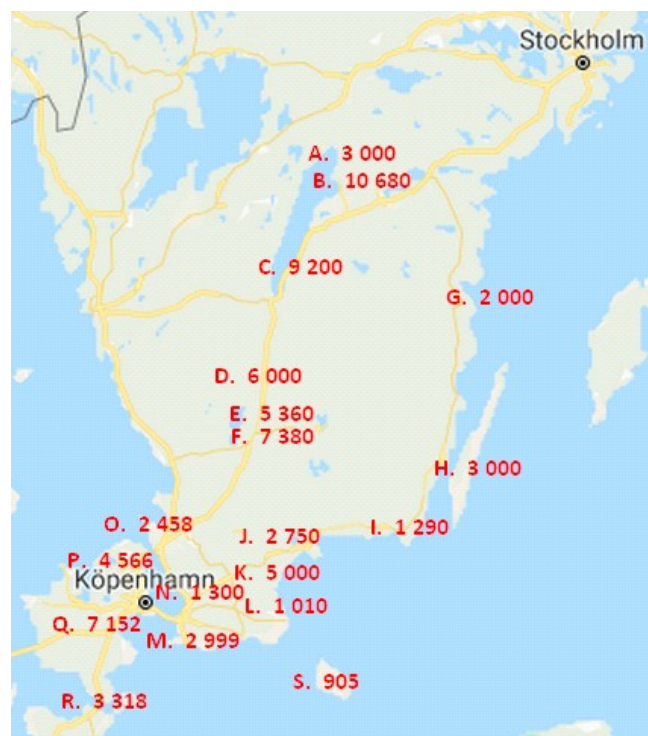 Stockholm
A. 3 000
B. 10 680
C. 9 200
G. 2 000
D. 6 000
E. 5 360
F. 7 380
H. 3 000
O. 2 458
I. 1 290
J. 2 750
P. 4 566
K. 5 000
Köpenhamn
N. 1 300
L. 1 010
Q. 7 152
M. 2 999
S. 905
R. 3 318